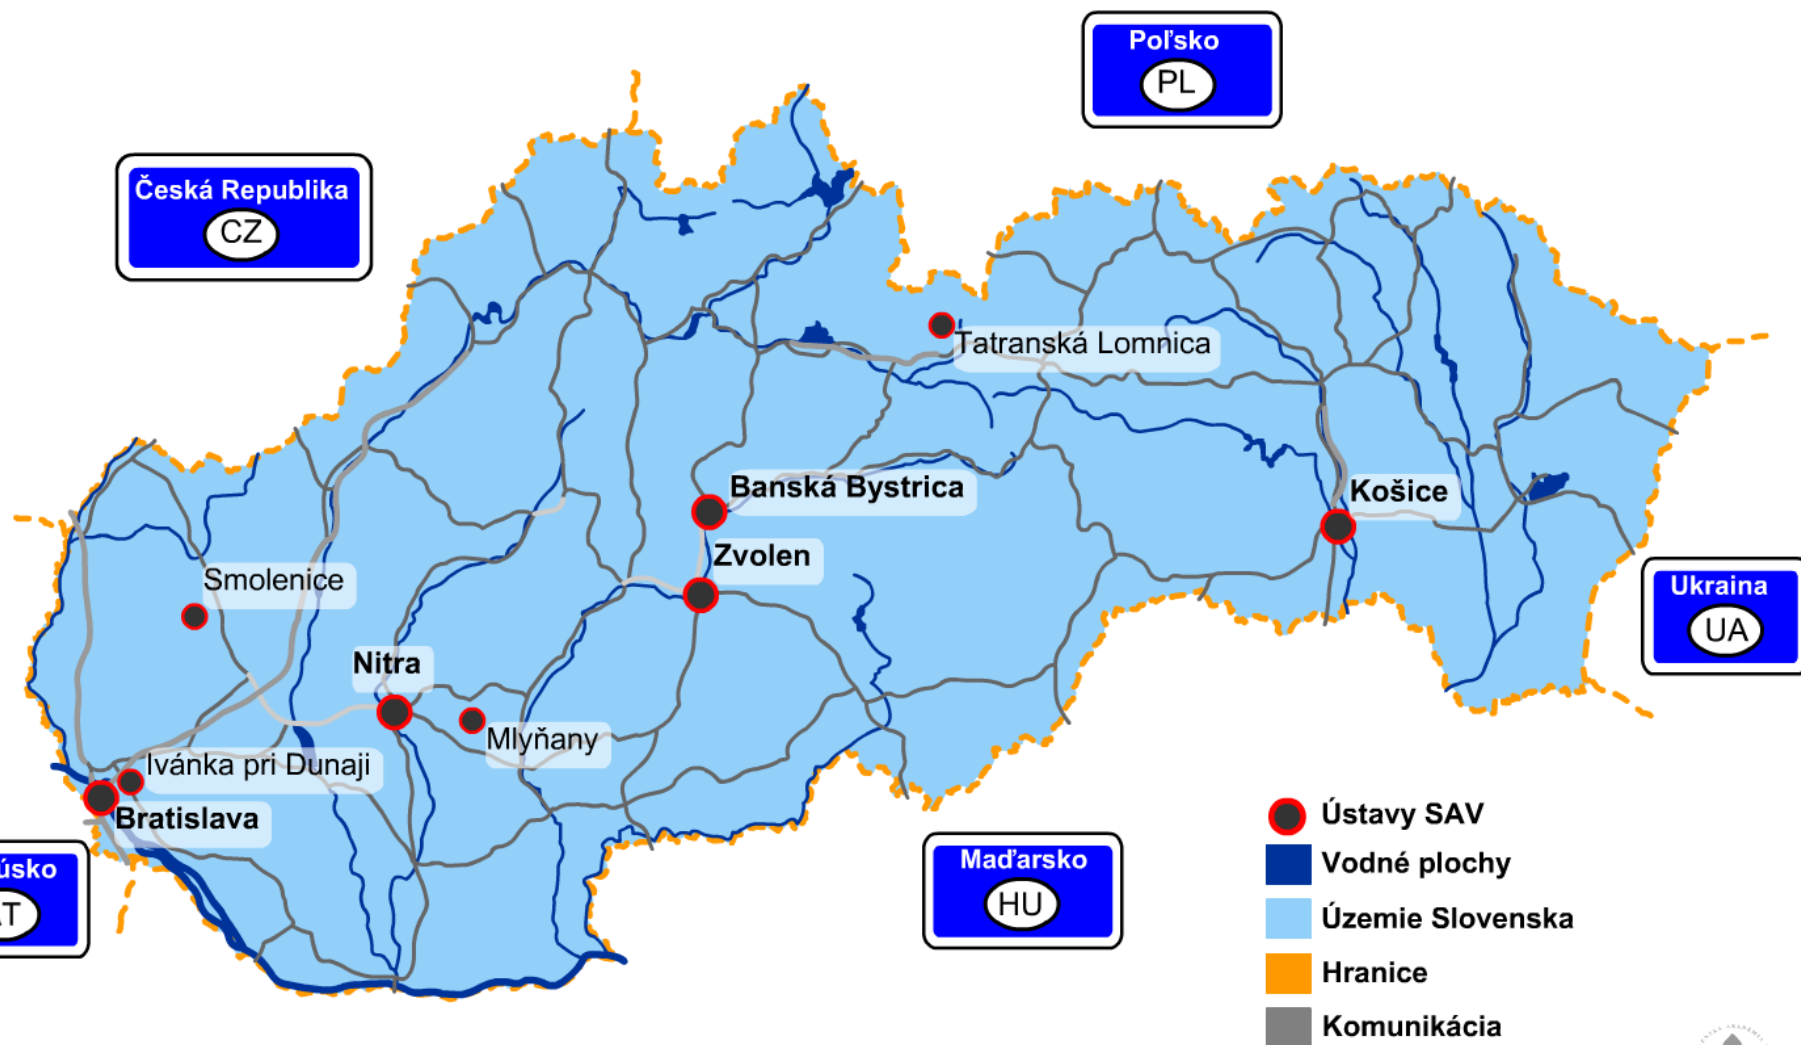 Poľsko
PL
Česká Republika
CZ
Tatranská Lomnica
Banská Bystrica
Košice
Zvolen
Smolenice
Ukraina
UA
Nitra
Mlyňany
Ivánka pri Dunaji
Bratislava
úsko
Maďarsko
HU
Ústavy SAV
Vodné plochy
Územie Slovenska
Hranice
Komunikácia